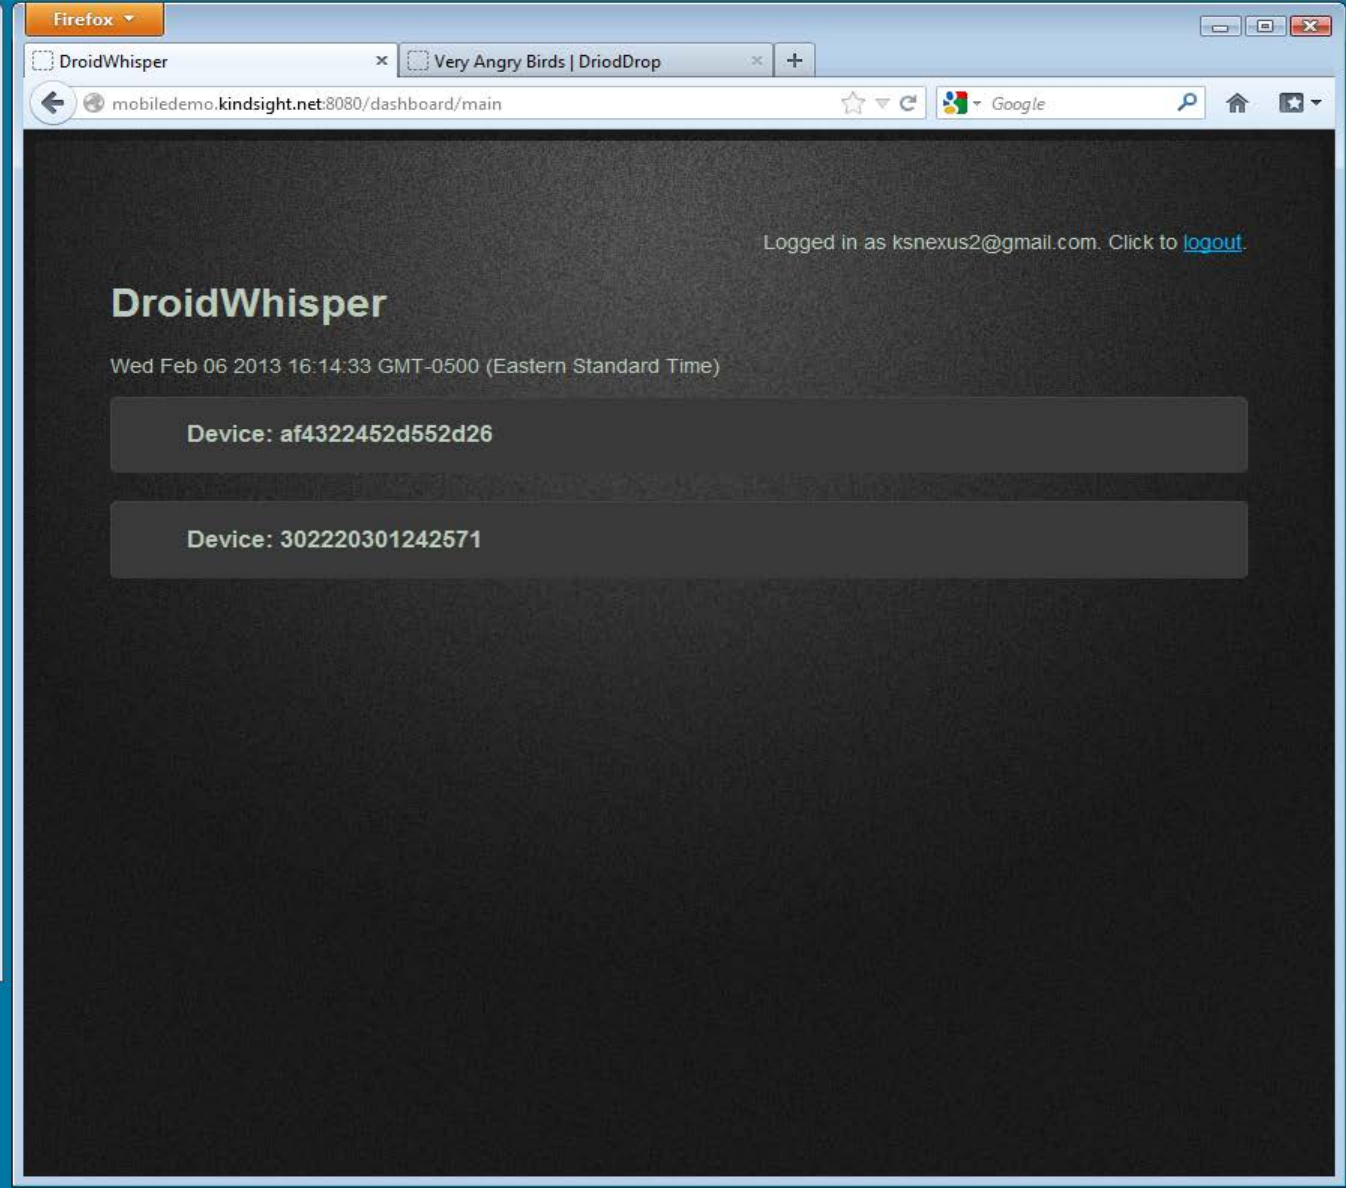 Firefox
DroidWhisper
Very Angry Birds | DriodDrop
mobiledemo.kindsight.net:8080/dashboard/main
Google
Logged in as ksnexus2@gmail.com. Click to logout.
DroidWhisper
Wed Feb 06 2013 16:14:33 GMT-0500 (Eastern Standard Time)
Device: af4322452d552d26
Device: 302220301242571